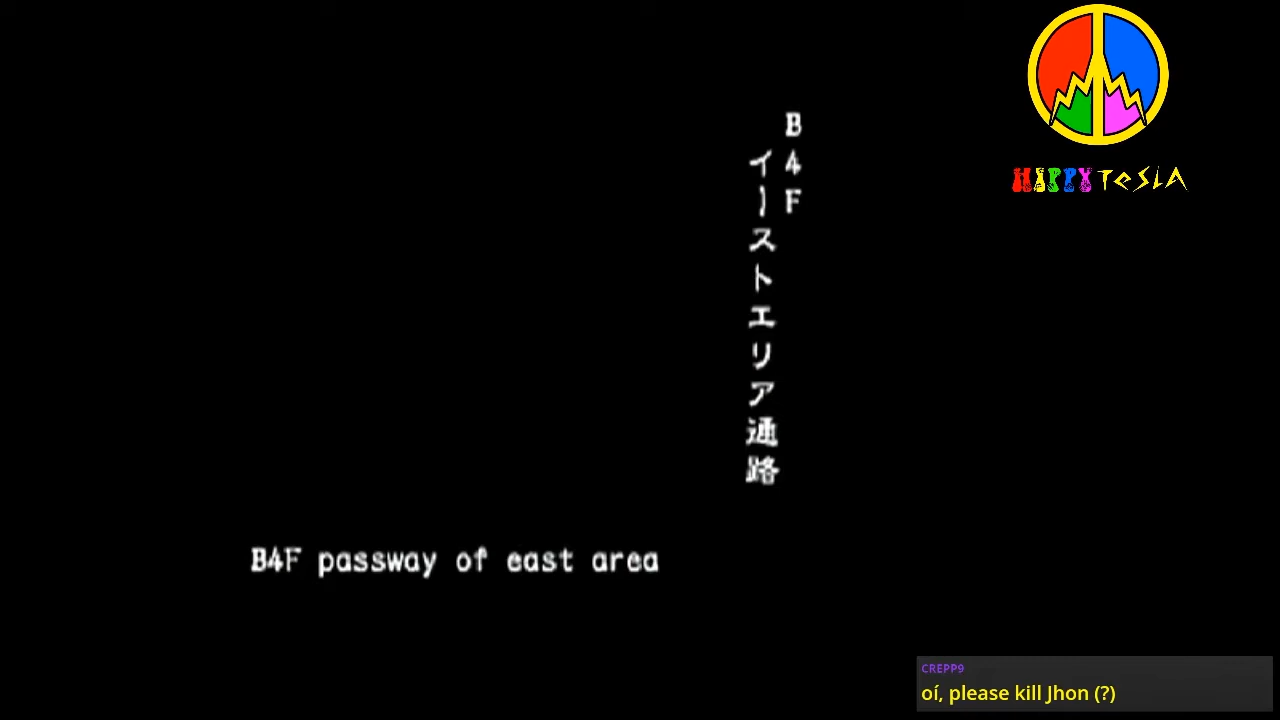 HAPPYTESLA
B4F
イーストエリア通路
B4F passway of east area
CREPP9
oí, please kill Jhon (?)